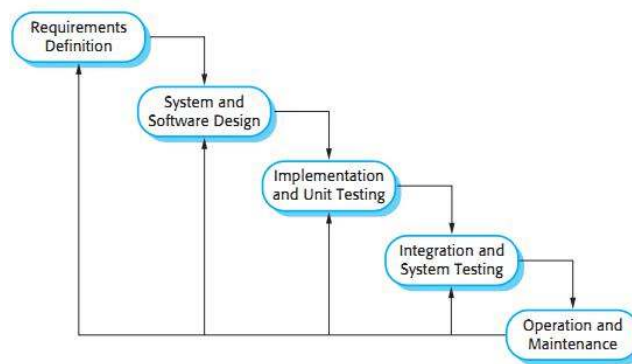 Requirements
Definition
System and
Software Design
Implementation
and Unit Testing
Integration and
System Testing
Operation and
Maintenance